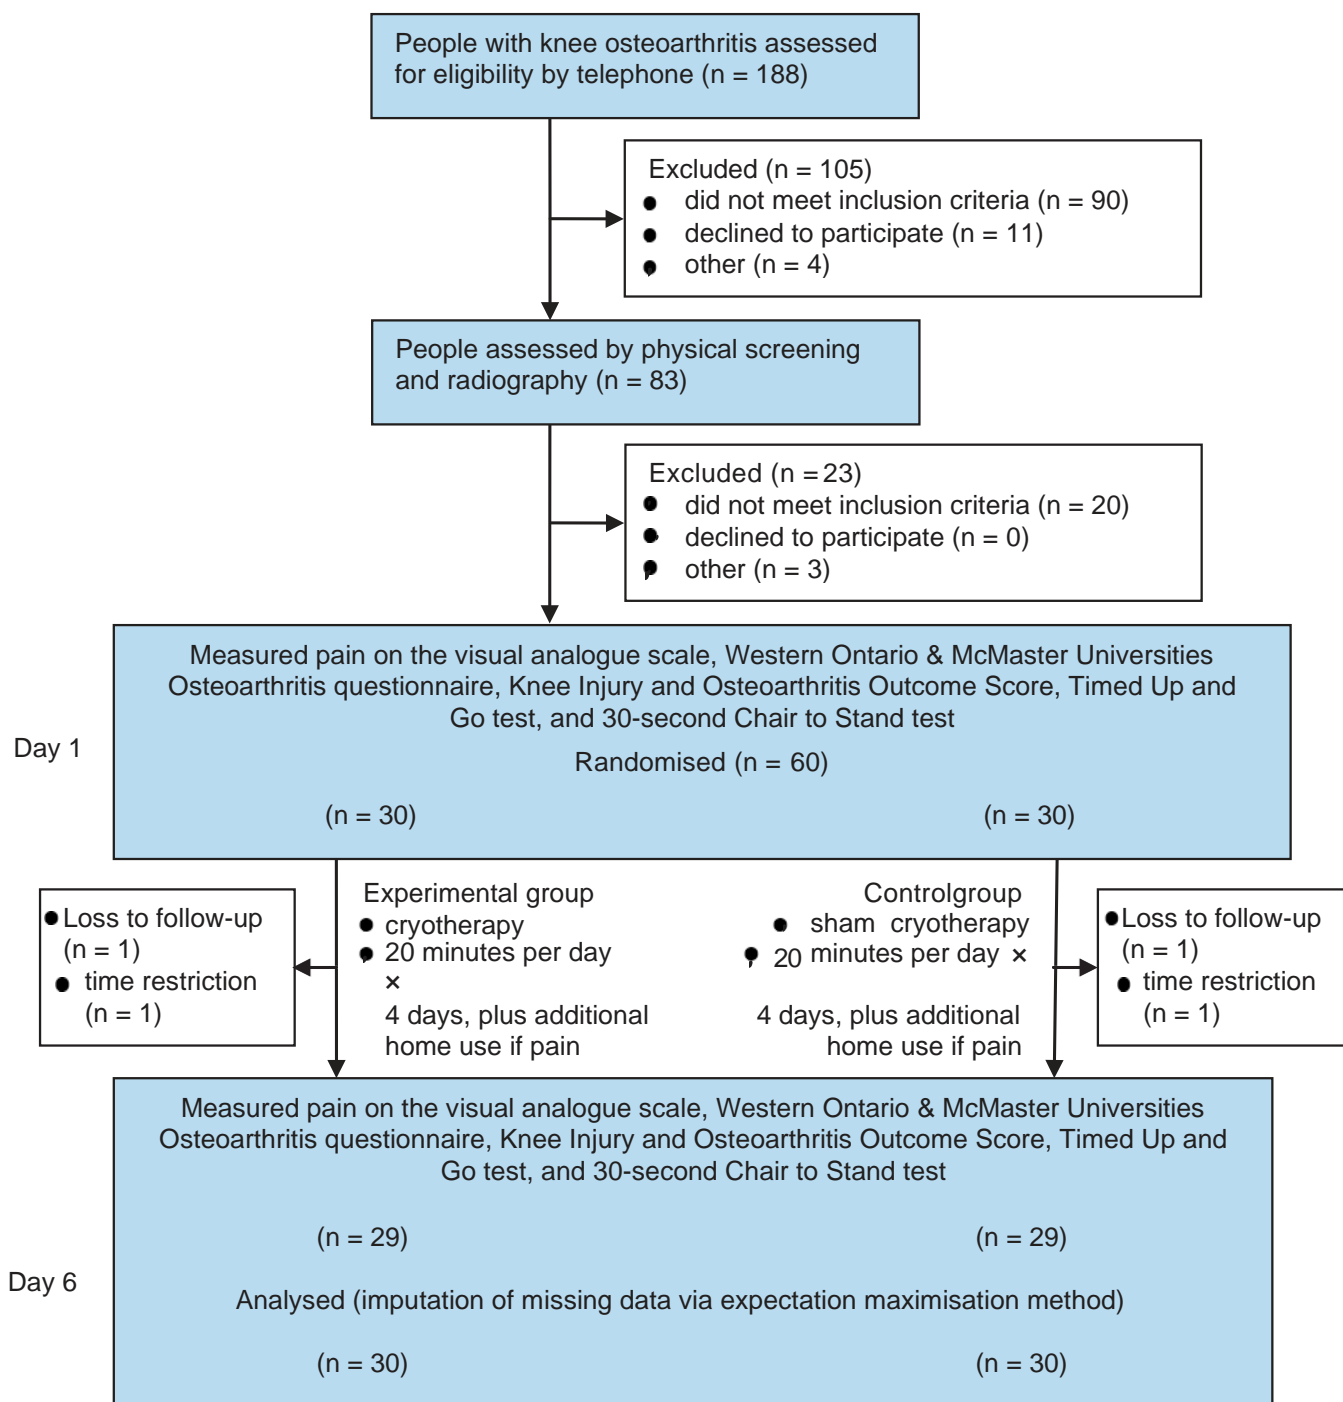 People with knee osteoarthritis assessed
for eligibility by telephone (n = 188)
Excluded (n = 105)
● did not meet inclusion criteria (n = 90)
● declined to participate (n = 11)
● other (n = 4)
People assessed by physical screening
and radiography (n = 83)
Excluded (n = 23)
● did not meet inclusion criteria (n = 20)
● declined to participate (n = 0)
● other (n = 3)
Measured pain on the visual analogue scale, Western Ontario & McMaster Universities
Osteoarthritis questionnaire, Knee Injury and Osteoarthritis Outcome Score, Timed Up and
Go test, and 30-second Chair to Stand test
Day 1
Randomised (n = 60)
(n = 30)
(n = 30)
● Loss to follow-up
(n = 1)
● time restriction
(n = 1)
Experimental group
● cryotherapy
● 20 minutes per day
×
4 days, plus additional
home use if pain
Controlgroup
● sham cryotherapy
● 20 minutes per day ×
4 days, plus additional
home use if pain
● Loss to follow-up
(n = 1)
● time restriction
(n = 1)
Measured pain on the visual analogue scale, Western Ontario & McMaster Universities
Osteoarthritis questionnaire, Knee Injury and Osteoarthritis Outcome Score, Timed Up and
Go test, and 30-second Chair to Stand test
(n = 29)
(n = 29)
Day 6
Analysed (imputation of missing data via expectation maximisation method)
(n = 30)
(n = 30)